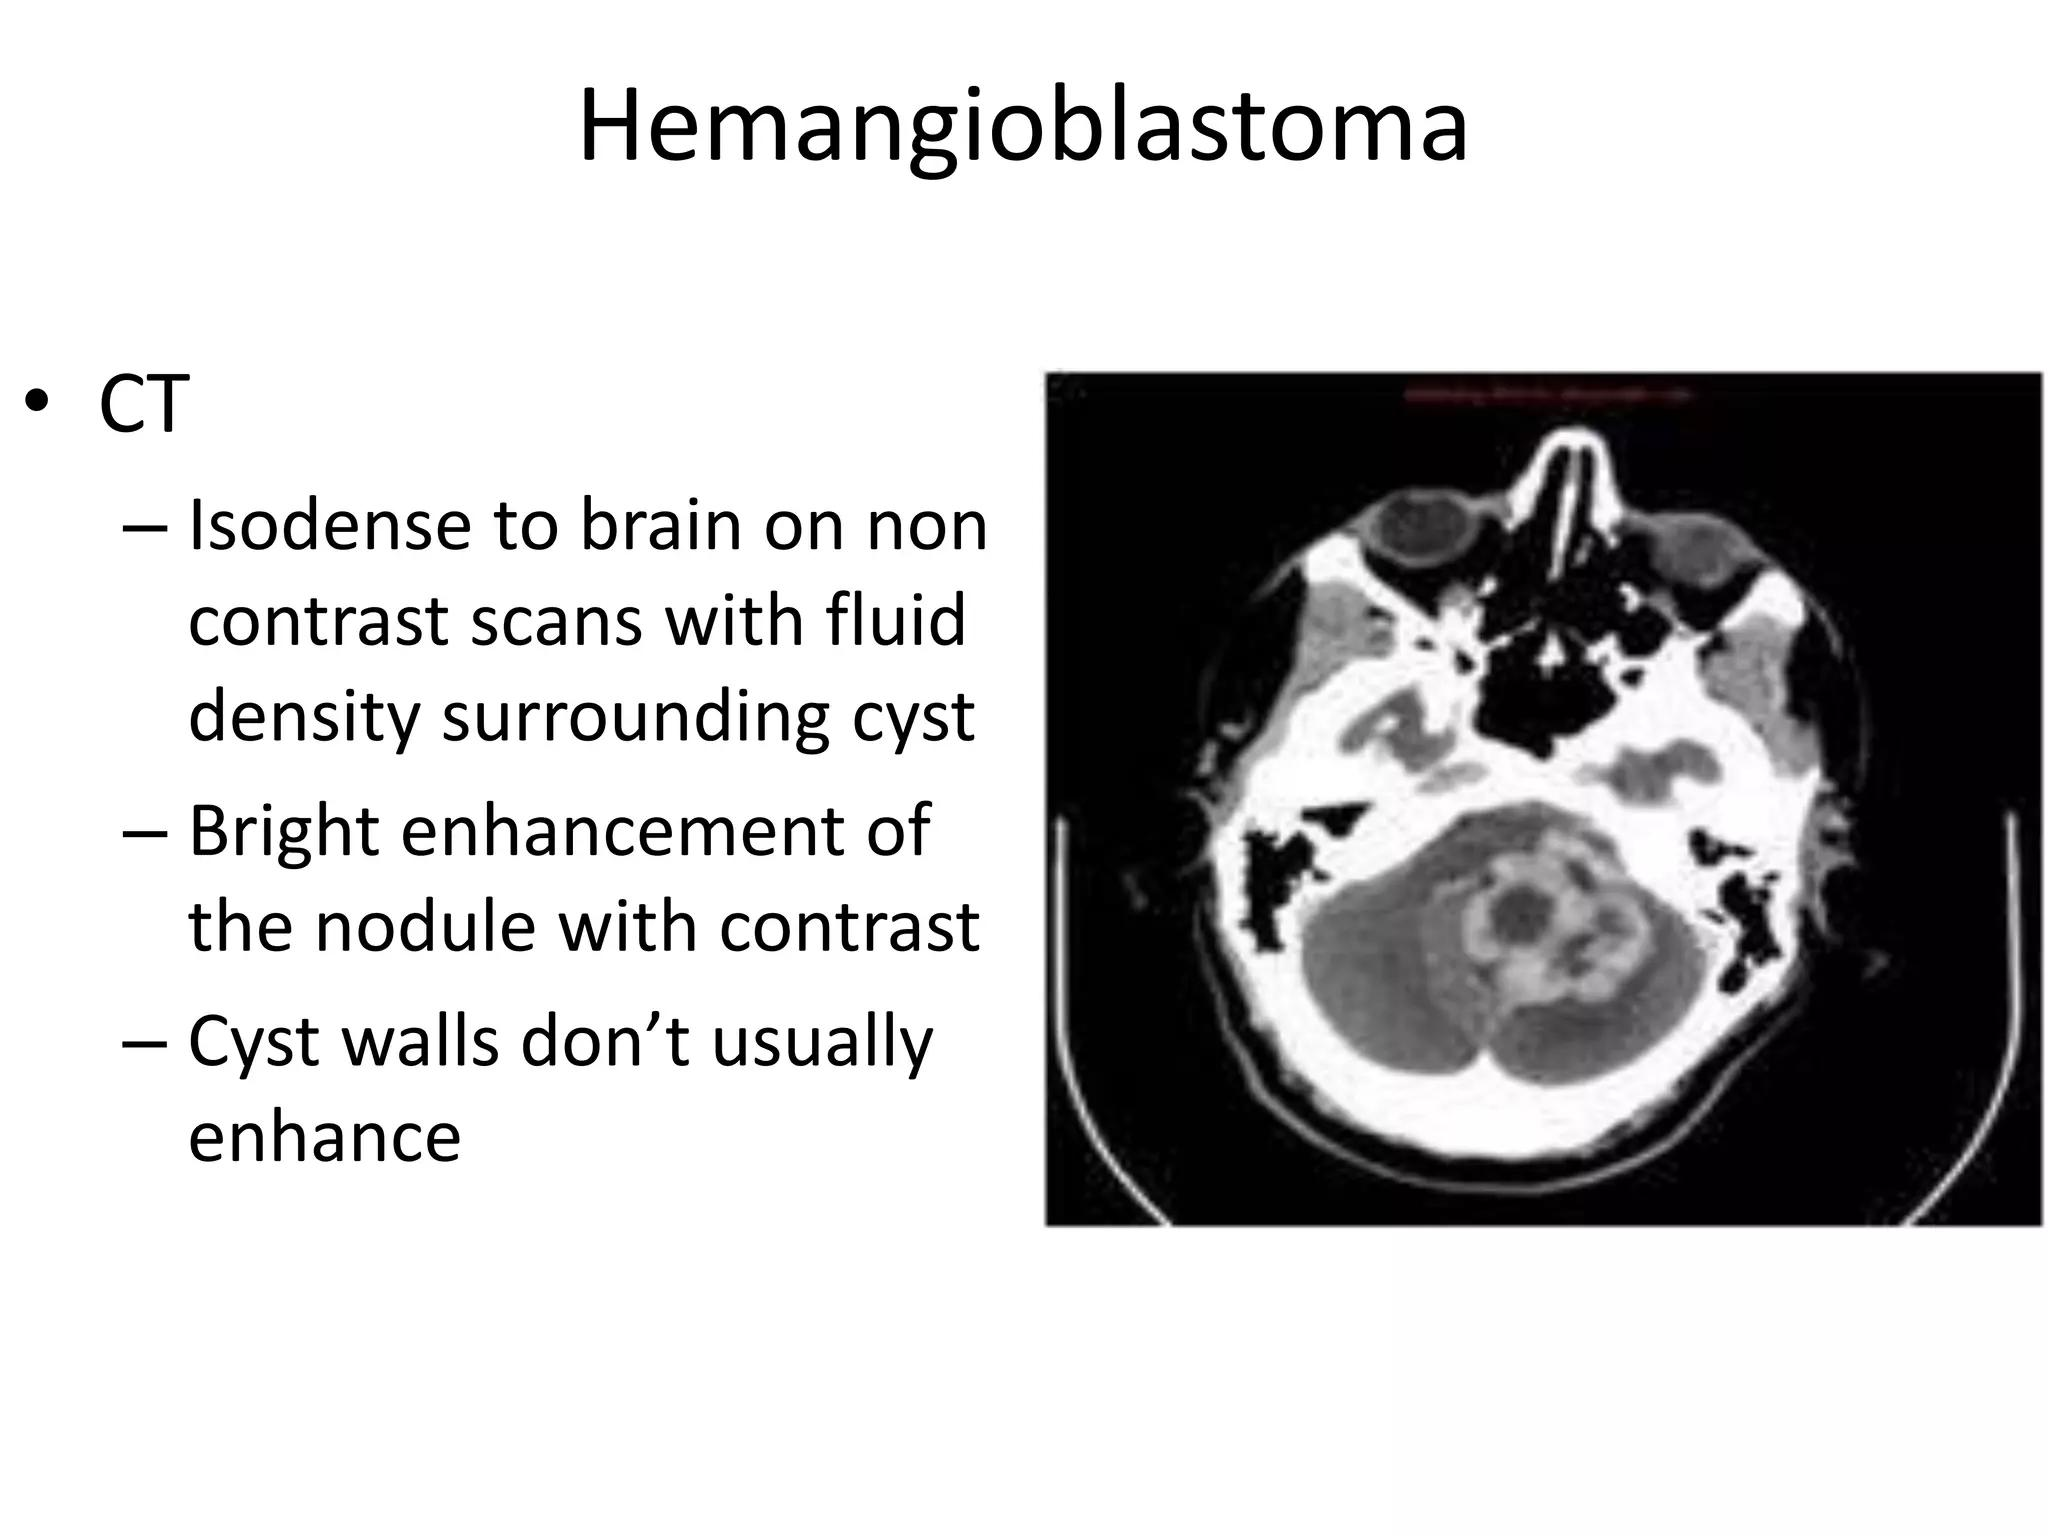 Hemangioblastoma
• CT
– Isodense to brain on non
contrast scans with fluid
density surrounding cyst
– Bright enhancement of
the nodule with contrast
– Cyst walls don’t usually
enhance